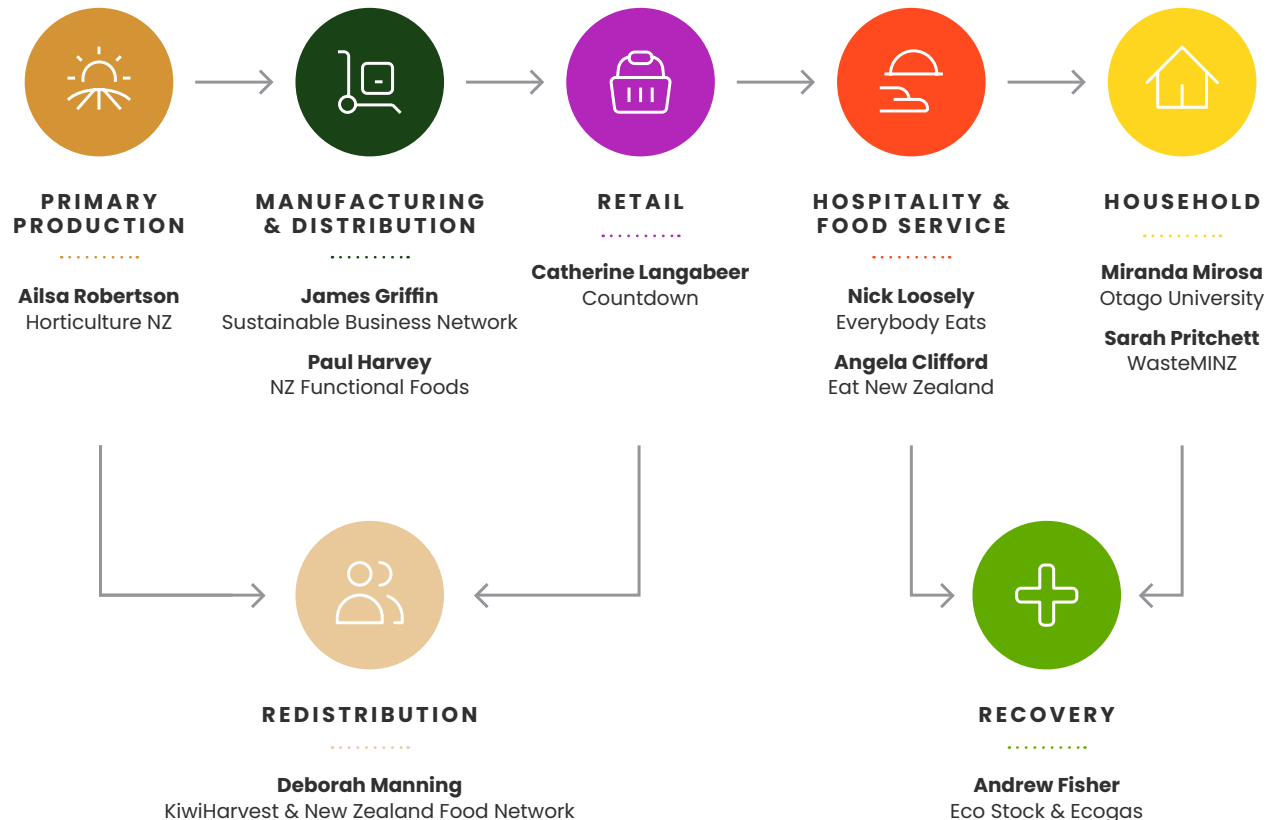 PRIMARY
PRODUCTION
Ailsa Robertson
Horticulture NZ
MANUFACTURING
& DISTRIBUTION
James Griffin
Sustainable Business Network
Paul Harvey
NZ Functional Foods
RETAIL
Catherine Langabeer
Countdown
HOSPITALITY &
FOOD SERVICE
Nick Loosely
Everybody Eats
Angela Clifford
Eat New Zealand
HOUSEHOLD
Miranda Mirosa
Otago University
Sarah Pritchett
WasteMINZ
REDISTRIBUTION
Deborah Manning
KiwiHarvest & New Zealand Food Network
RECOVERY
Andrew Fisher
Eco Stock & Ecogas